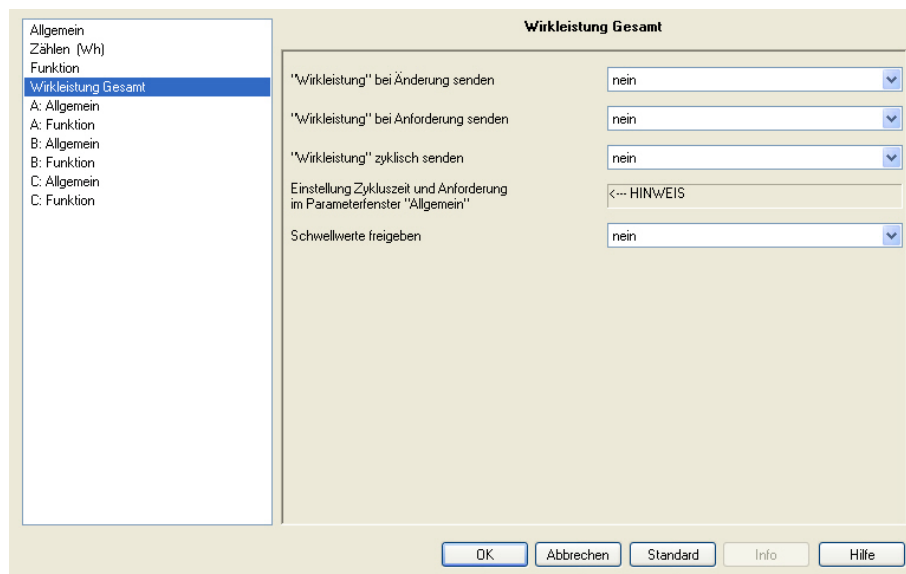 Wirkleistung Gesamt
Allgemein
Zählen (Wh)
Funktion
Wirkleistung Gesamt
A: Allgemein
A: Funktion
B: Allgemein
B: Funktion
C: Allgemein
C: Funktion
"Wirkleistung" bei Änderung senden
nein
"Wirkleistung" bei Anforderung senden
nein
"Wirkleistung" zyklisch senden
nein
Einstellung Zykluszeit und Anforderung
im Parameterfenster "Allgemein"
<--- HINWEIS
Schwellwerte freigeben
nein
OK
Abbrechen
Standard
Info
Hilfe